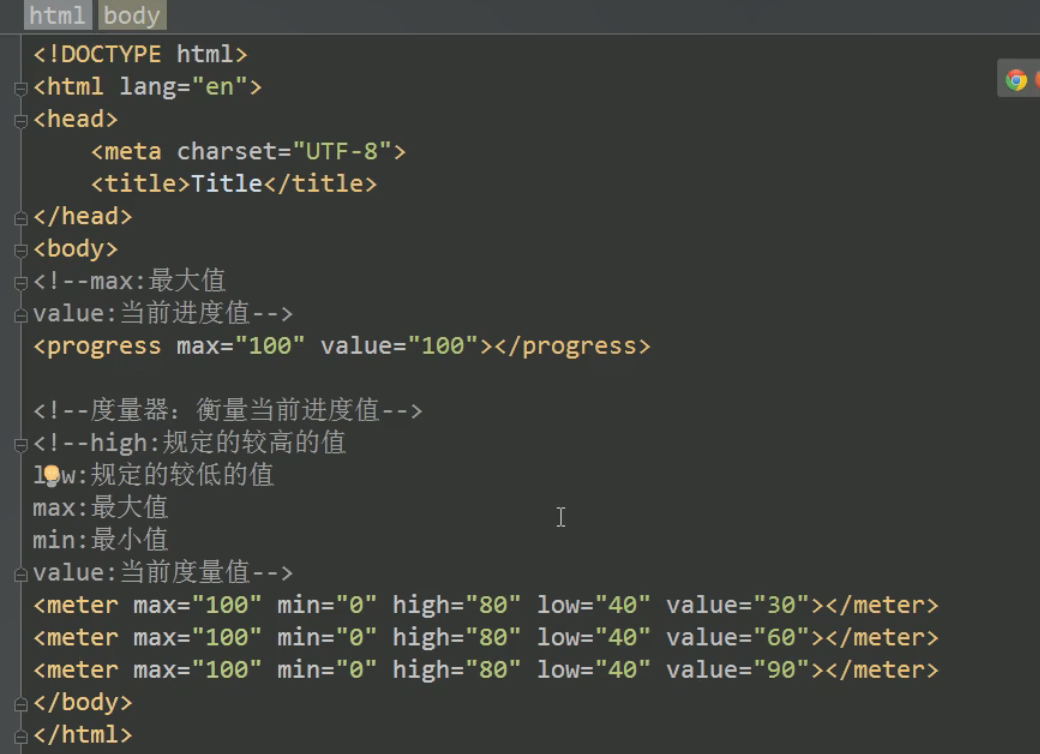 html body
<!DOCTYPE html>
<html lang="en">
<head>
    <meta charset="UTF-8">
    <title>Title</title>
</head>
<body>
<!--max:最大值
value:当前进度值-->
<progress max="100" value="100"></progress>

<!--度量器：衡量当前进度值-->
<!--high:规定的较高的值
low:规定的较低的值
max:最大值
min:最小值
value:当前度量值-->
<meter max="100" min="0" high="80" low="40" value="30"></meter>
<meter max="100" min="0" high="80" low="40" value="60"></meter>
<meter max="100" min="0" high="80" low="40" value="90"></meter>
</body>
</html>